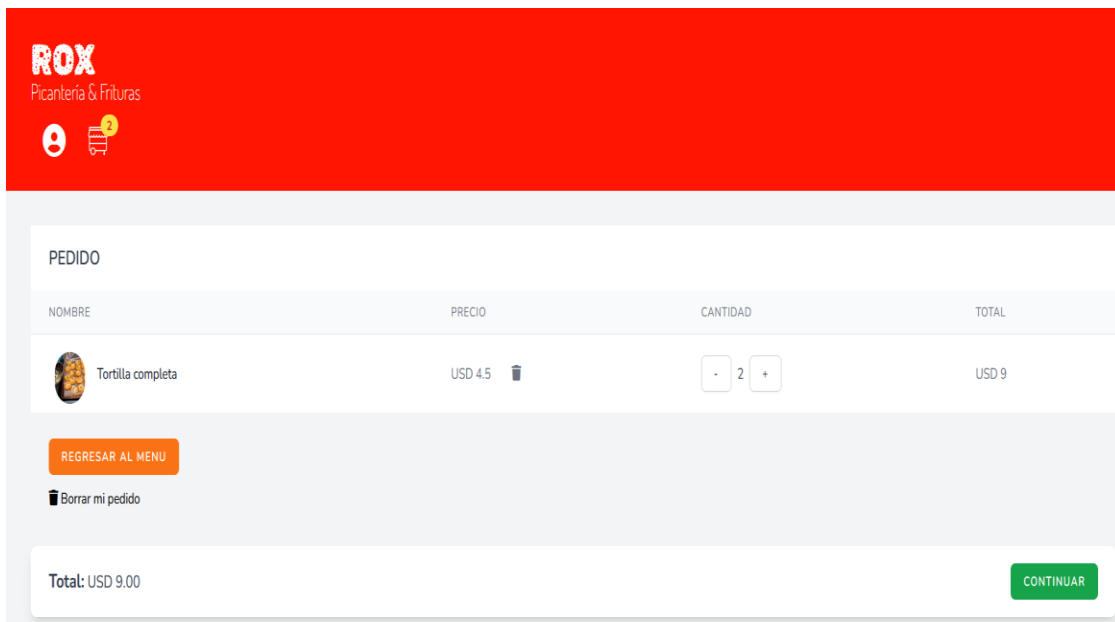 ROX
Picantería & Frituras
2
PEDIDO
NOMBRE PRECIO CANTIDAD TOTAL
Tortilla completa USD 4.5 - 2 + USD 9
REGRESAR AL MENU
Borrar mi pedido
Total: USD 9.00 CONTINUAR